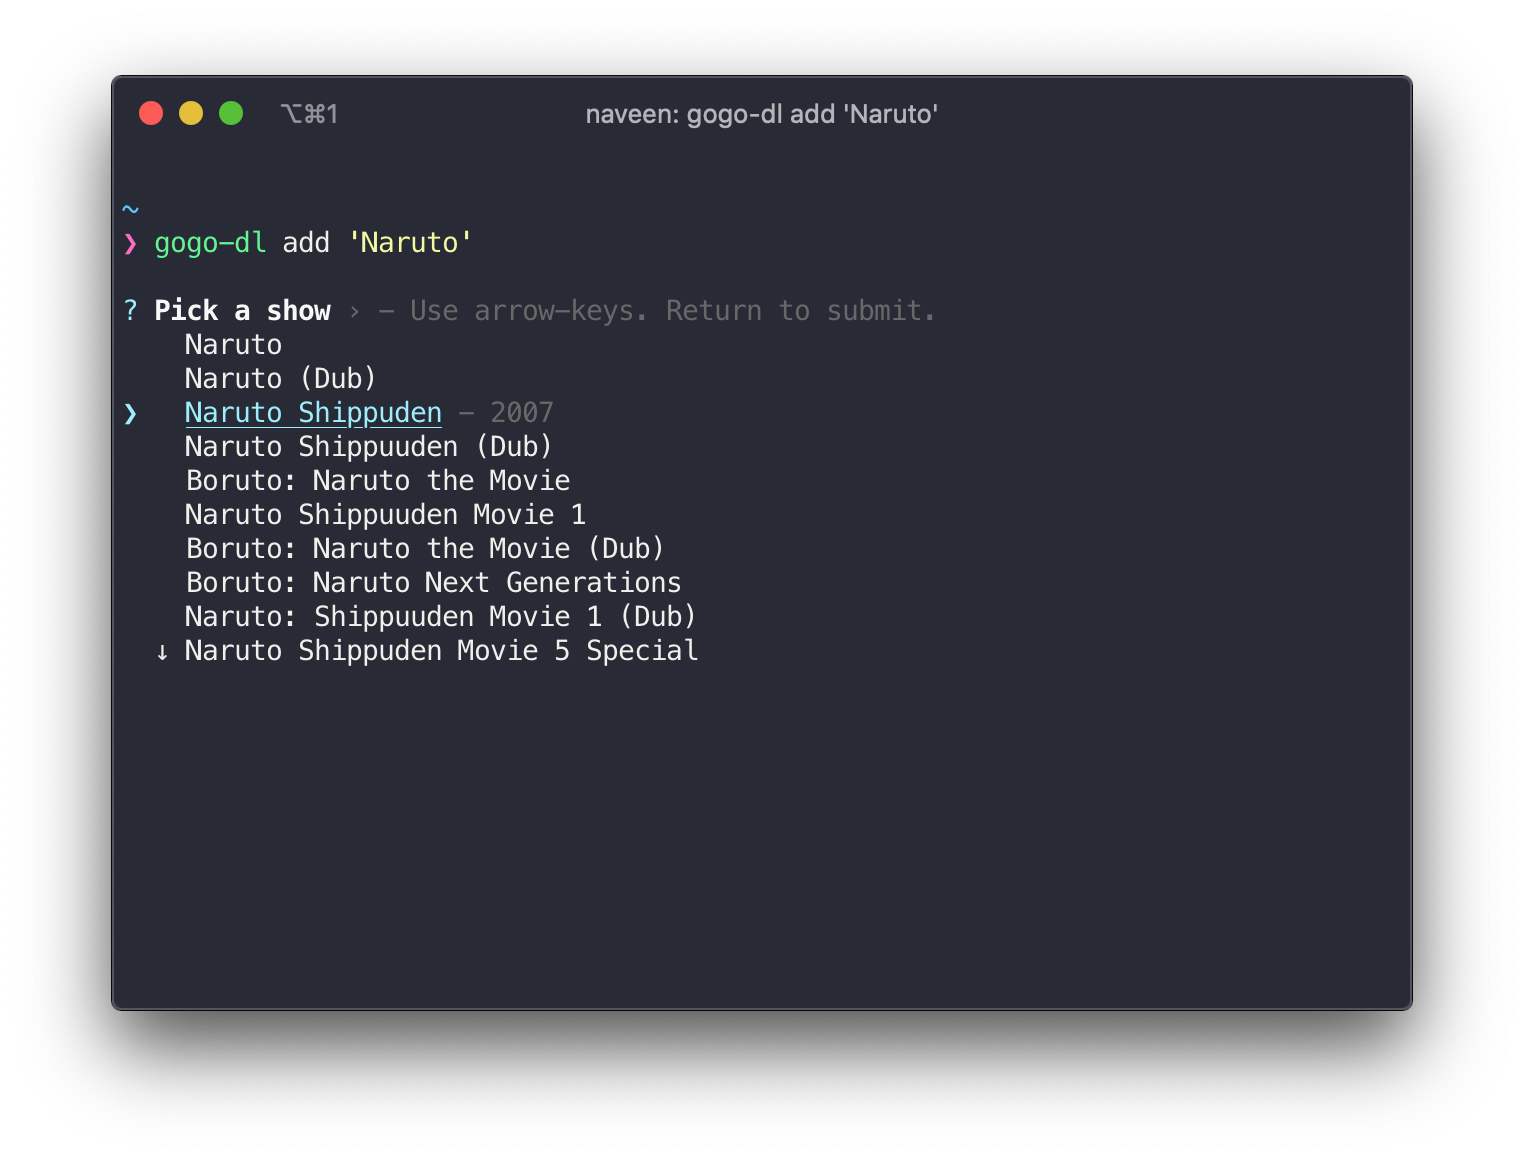 ⌥⌘1 naveen: gogo-dl add 'Naruto'
~
❯ gogo-dl add 'Naruto'
? Pick a show › – Use arrow-keys. Return to submit.
Naruto
Naruto (Dub)
❯ Naruto Shippuden – 2007
Naruto Shippuuden (Dub)
Boruto: Naruto the Movie
Naruto Shippuuden Movie 1
Boruto: Naruto the Movie (Dub)
Boruto: Naruto Next Generations
Naruto: Shippuuden Movie 1 (Dub)
↓ Naruto Shippuden Movie 5 Special